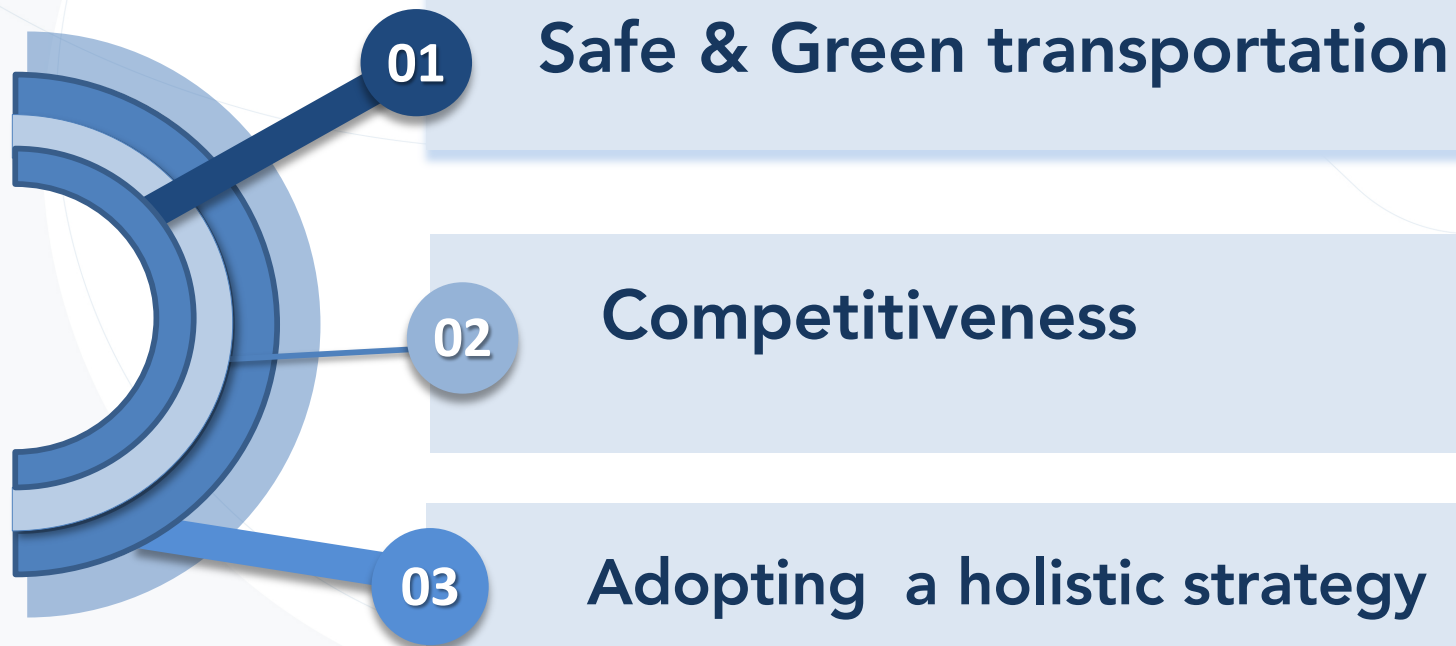 01
Safe & Green transportation
02
Competitiveness
03
Adopting  a holistic strategy